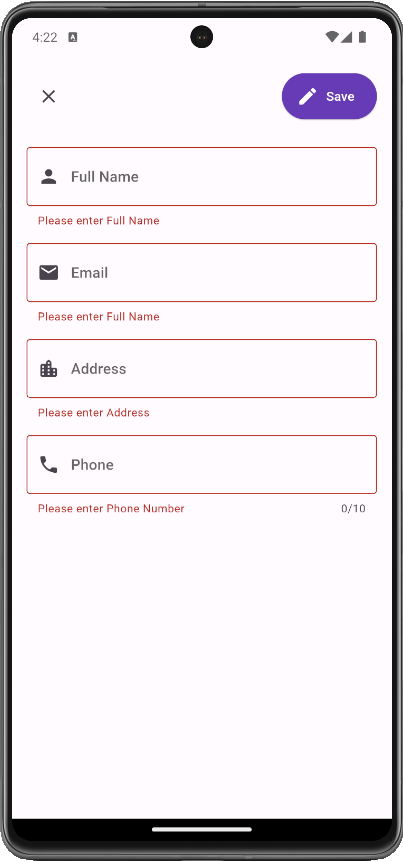 4:22
Save
Full Name
Please enter Full Name
Email
Please enter Full Name
Address
Please enter Address
Phone
Please enter Phone Number 0/10